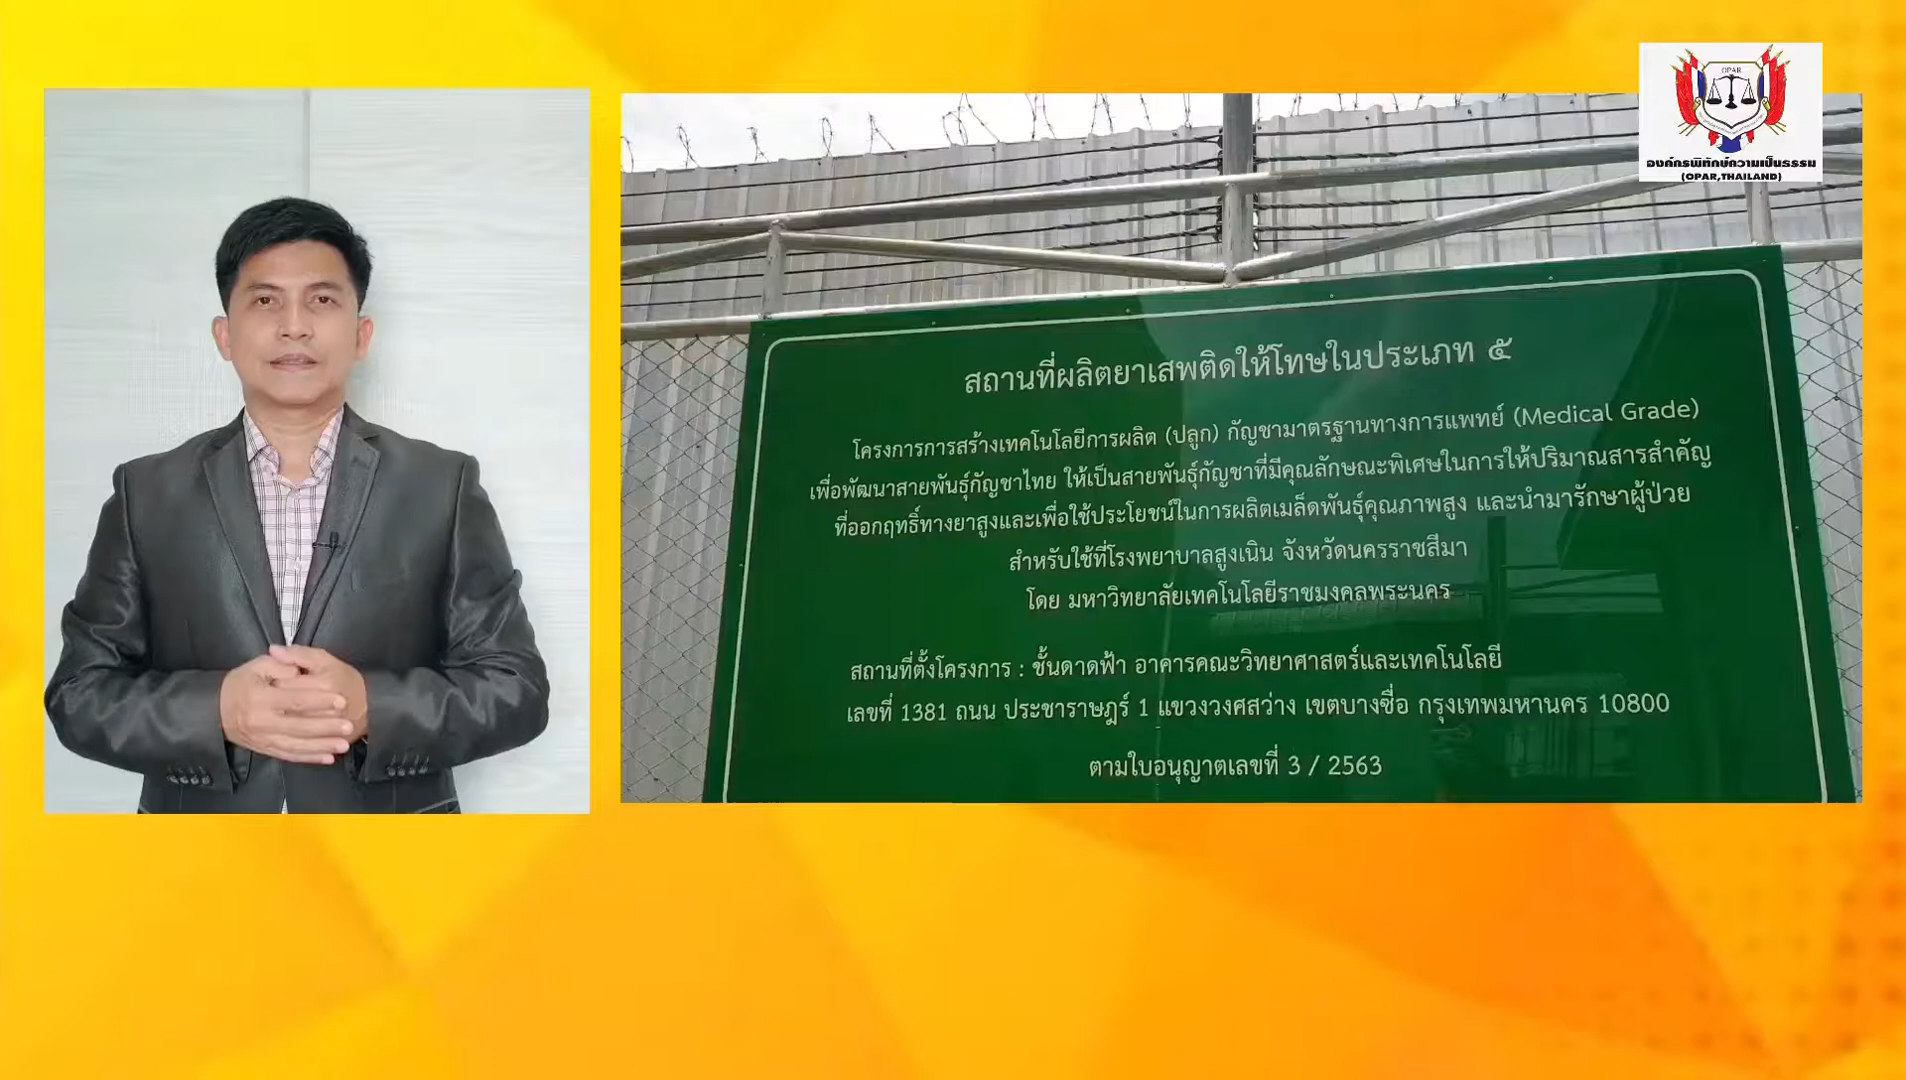 OPAR
องค์กรพิทักษ์ความเป็นธรรม
(OPAR,THAILAND)
สถานที่ผลิตยาเสพติดให้โทษในประเภท ๕
โครงการการสร้างเทคโนโลยีการผลิต (ปลูก) กัญชามาตรฐานทางการแพทย์ (Medical Grade)
เพื่อพัฒนาสายพันธุ์กัญชาไทย ให้เป็นสายพันธุ์กัญชาที่มีคุณลักษณะพิเศษในการให้ปริมาณสารสำคัญ
ที่ออกฤทธิ์ทางยาสูงและเพื่อใช้ประโยชน์ในการผลิตเมล็ดพันธุ์คุณภาพสูง และนำมารักษาผู้ป่วย
สำหรับใช้ที่โรงพยาบาลสูงเนิน จังหวัดนครราชสีมา
โดย มหาวิทยาลัยเทคโนโลยีราชมงคลพระนคร
สถานที่ตั้งโครงการ : ชั้นดาดฟ้า อาคารคณะวิทยาศาสตร์และเทคโนโลยี
เลขที่ 1381 ถนน ประชาราษฎร์ 1 แขวงวงศสว่าง เขตบางซื่อ กรุงเทพมหานคร 10800
ตามใบอนุญาตเลขที่ 3 / 2563